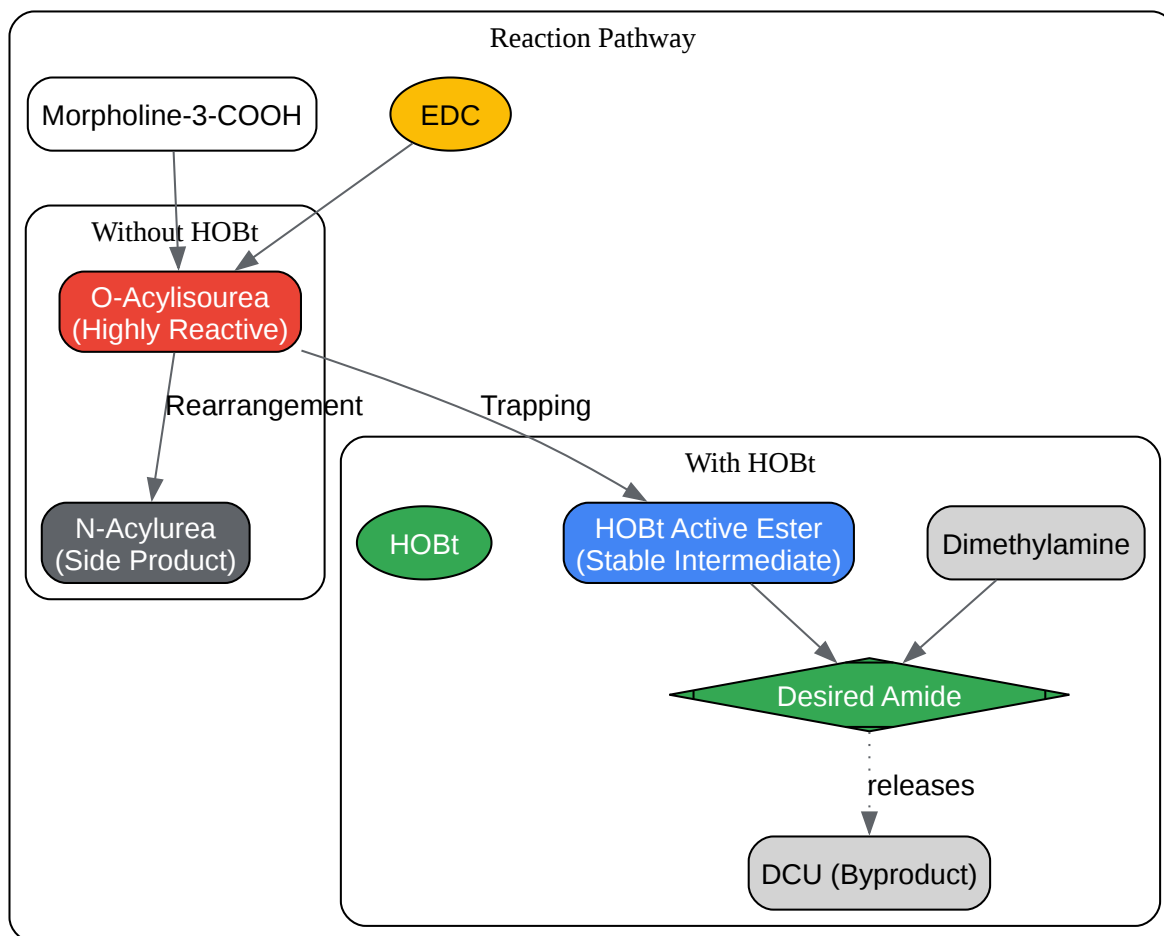 Reaction Pathway
Morpholine-3-COOH
EDC
Without HOBt
O-Acylisourea
(Highly Reactive)
Rearrangement
Trapping
With HOBt
N-Acylurea
(Side Product)
HOBt
HOBt Active Ester
(Stable Intermediate)
Dimethylamine
Desired Amide
releases
DCU (Byproduct)